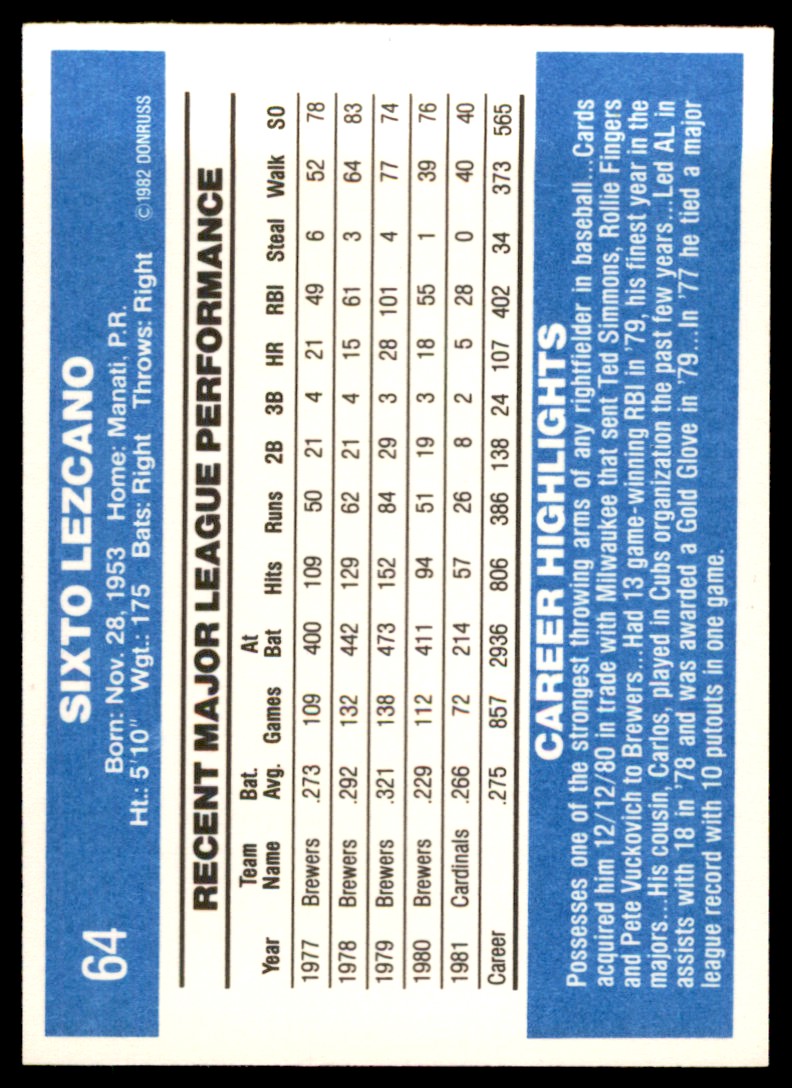 64
SIXTO LEZCANO
Born: Nov. 28, 1953 Home: Manati, P.R.
Ht.: 5'10" Wgt.: 175 Bats: Right Throws: Right ©1982 DONRUSS
RECENT MAJOR LEAGUE PERFORMANCE
Year Team Name Bat. Avg. Games At Bat Hits Runs 2B 3B HR RBI Steal Walk SO
1977 Brewers .273 109 400 109 50 21 4 21 49 6 52 78
1978 Brewers .292 132 442 129 62 21 4 15 61 3 64 83
1979 Brewers .321 138 473 152 84 29 3 28 101 4 77 74
1980 Brewers .229 112 411 94 51 19 3 18 55 1 39 76
1981 Cardinals .266 72 214 57 26 8 2 5 28 0 40 40
Career .275 857 2936 806 386 138 24 107 402 34 373 565
CAREER HIGHLIGHTS
Possesses one of the strongest throwing arms of any rightfielder in baseball...Cards
acquired him 12/12/80 in trade with Milwaukee that sent Ted Simmons, Rollie Fingers
and Pete Vuckovich to Brewers...Had 13 game-winning RBI in '79, his finest year in the
majors...His cousin, Carlos, played in Cubs organization the past few years...Led AL in
assists with 18 in '78 and was awarded a Gold Glove in '79...In '77 he tied a major
league record with 10 putouts in one game.